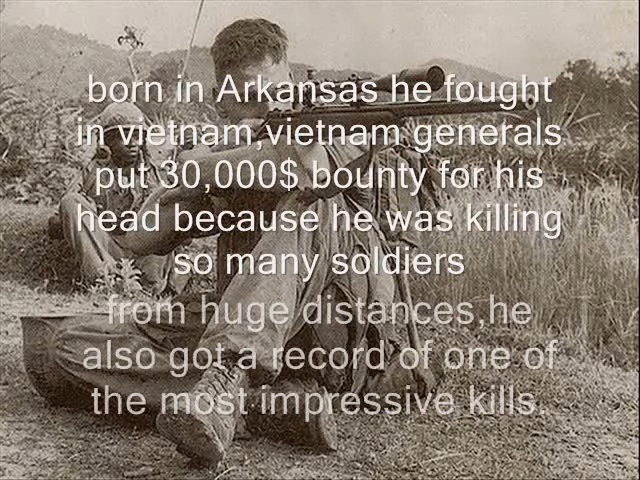 born in Arkansas he fought
in vietnam,vietnam generals
put 30,000$ bounty for his
head because he was killing
so many soldiers
from huge distances,he
also got a record of one of
the most impressive kills.